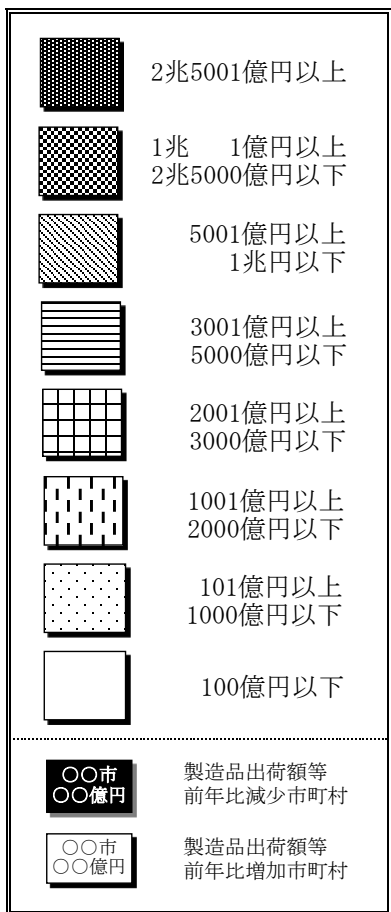 2兆5001億円以上
1兆　1億円以上
2兆5000億円以下
5001億円以上
1兆円以下
3001億円以上
5000億円以下
2001億円以上
3000億円以下
1001億円以上
2000億円以下
101億円以上
1000億円以下
100億円以下
○○市
○○億円
製造品出荷額等
前年比減少市町村
○○市
○○億円
製造品出荷額等
前年比増加市町村